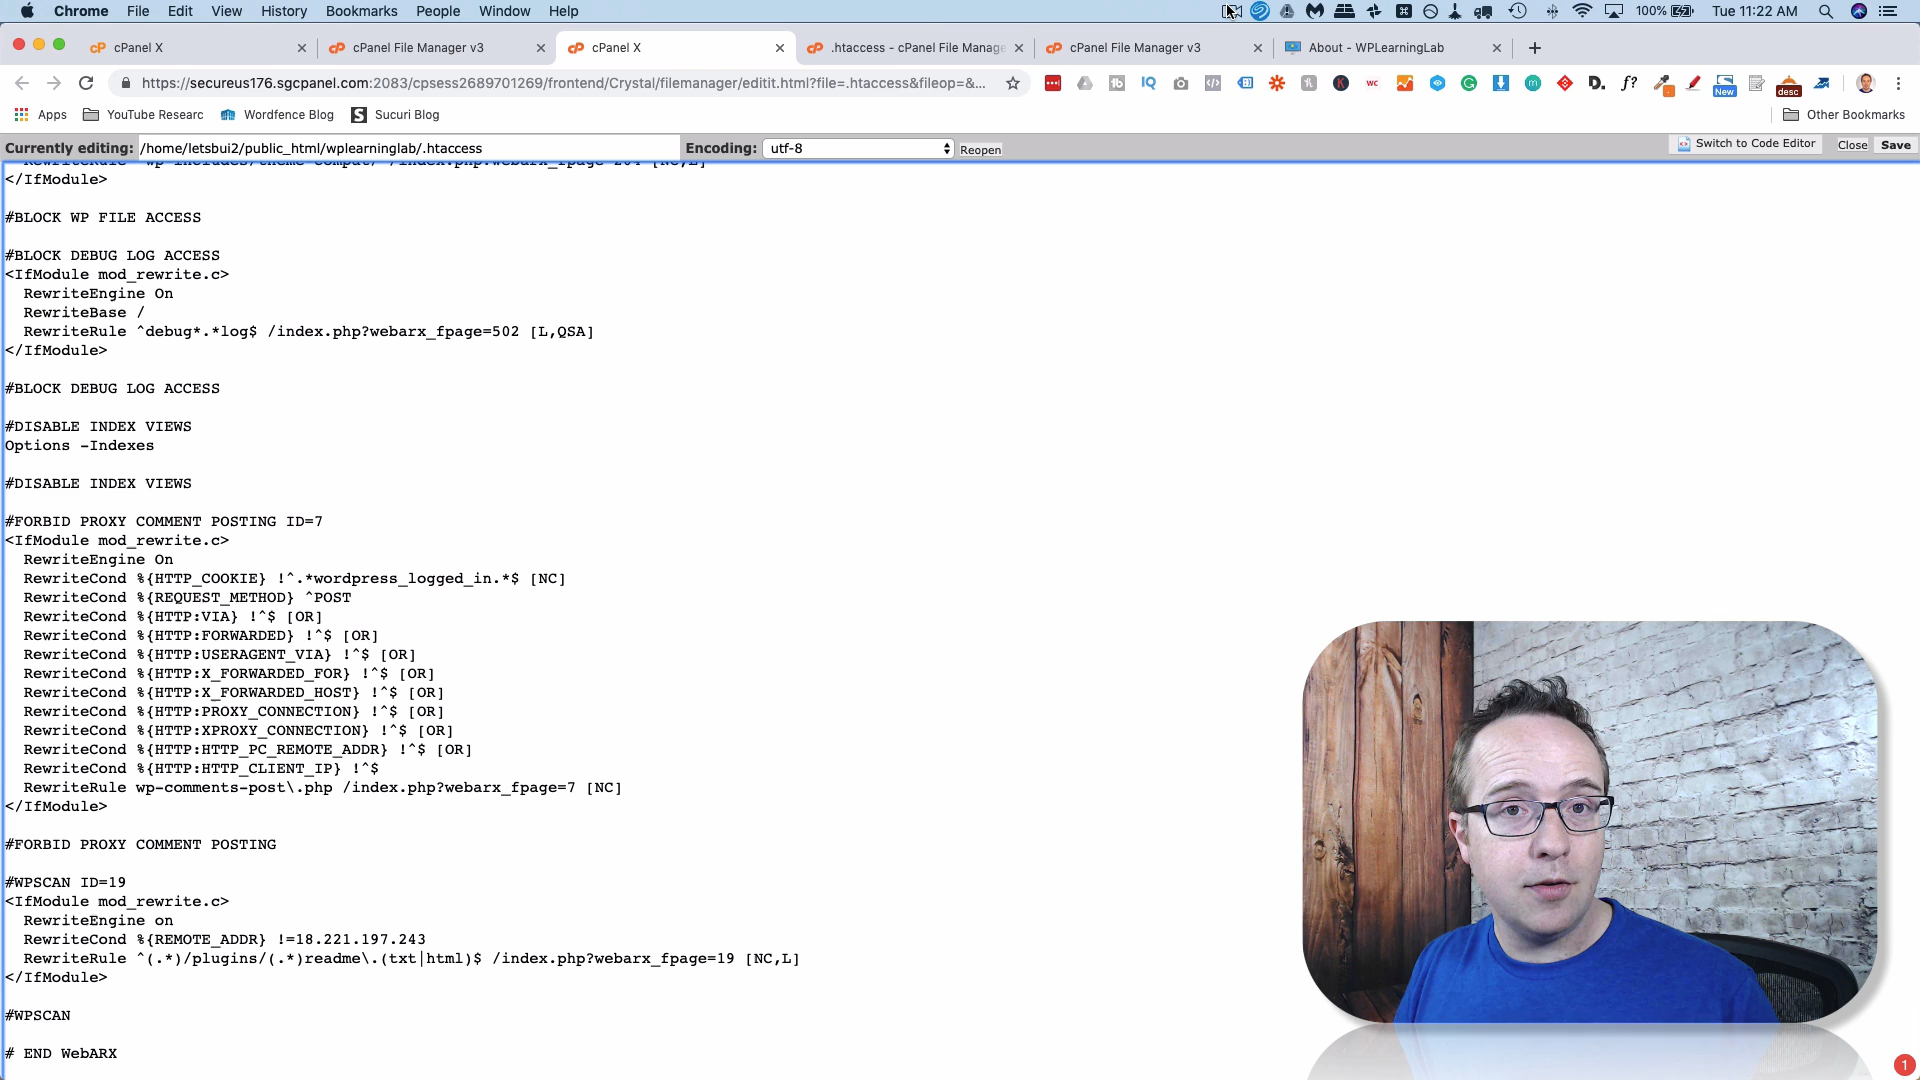 Chrome File Edit View History Bookmarks People Window Help 100% Tue 11:22 AM
cPanel X
cPanel File Manager v3
cPanel X
.htaccess - cPanel File Manage
cPanel File Manager v3
About - WPLearningLab
https://secureus176.sgcpanel.com:2083/cpsess2689701269/frontend/Crystal/filemanager/editit.html?file=.htaccess&fileop=&...
Apps YouTube Researc Wordfence Blog Sucuri Blog Other Bookmarks
Currently editing: /home/letsbui2/public_html/wplearninglab/.htaccess Encoding: utf-8 Reopen Switch to Code Editor Close Save
</IfModule>
#BLOCK WP FILE ACCESS
#BLOCK DEBUG LOG ACCESS
<IfModule mod_rewrite.c>
RewriteEngine On
RewriteBase /
RewriteRule ^debug*.*log$ /index.php?webarx_fpage=502 [L,QSA]
</IfModule>
#BLOCK DEBUG LOG ACCESS
#DISABLE INDEX VIEWS
Options -Indexes
#DISABLE INDEX VIEWS
#FORBID PROXY COMMENT POSTING ID=7
<IfModule mod_rewrite.c>
RewriteEngine On
RewriteCond %{HTTP_COOKIE} !^.*wordpress_logged_in.*$ [NC]
RewriteCond %{REQUEST_METHOD} ^POST
RewriteCond %{HTTP:VIA} !^$ [OR]
RewriteCond %{HTTP:FORWARDED} !^$ [OR]
RewriteCond %{HTTP:USERAGENT_VIA} !^$ [OR]
RewriteCond %{HTTP:X_FORWARDED_FOR} !^$ [OR]
RewriteCond %{HTTP:X_FORWARDED_HOST} !^$ [OR]
RewriteCond %{HTTP:PROXY_CONNECTION} !^$ [OR]
RewriteCond %{HTTP:XPROXY_CONNECTION} !^$ [OR]
RewriteCond %{HTTP:HTTP_PC_REMOTE_ADDR} !^$ [OR]
RewriteCond %{HTTP:HTTP_CLIENT_IP} !^$
RewriteRule wp-comments-post\.php /index.php?webarx_fpage=7 [NC]
</IfModule>
#FORBID PROXY COMMENT POSTING
#WPSCAN ID=19
<IfModule mod_rewrite.c>
RewriteEngine on
RewriteCond %{REMOTE_ADDR} !=18.221.197.243
RewriteRule ^(.*)/plugins/(.*)readme\.(txt|html)$ /index.php?webarx_fpage=19 [NC,L]
</IfModule>
#WPSCAN
# END WebARX
1